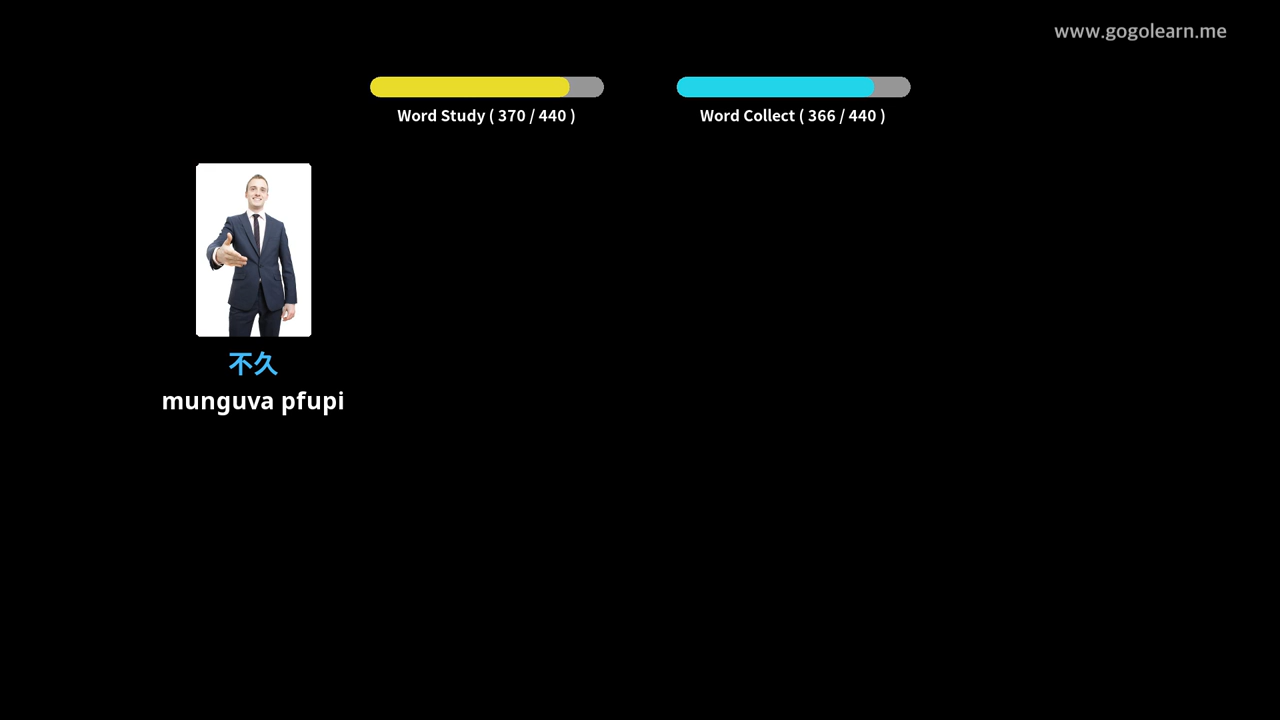 www.gogolearn.me
Word Study ( 370 / 440 )
Word Collect ( 366 / 440 )
不久
munguva pfupi